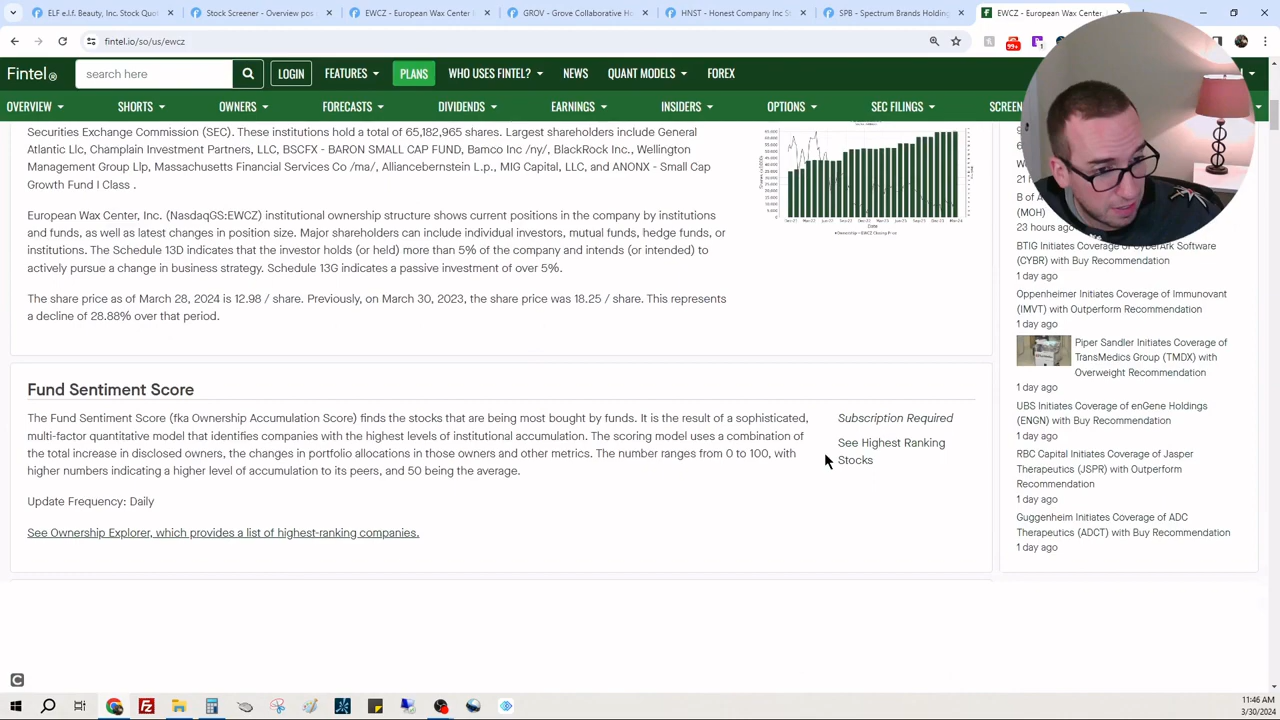 ELF e.l.f. Beauty, Inc. Stock Quot
Stock Screener - Overview
EWCZ - European Wax Center
GROV - Grove Collaborative Ho
HNST - Honest Company Inc St
SPB - Spectrum Brands Holding
EWCZ - European Wax Center,
fintel.io/so/us/ewcz
99+
1
Fintel
search here
LOGIN
FEATURES
PLANS
WHO USES FINTEL?
NEWS
QUANT MODELS
FOREX
OVERVIEW
SHORTS
OWNERS
FORECASTS
DIVIDENDS
EARNINGS
INSIDERS
OPTIONS
SEC FILINGS
SCREEN
Securities Exchange Commission (SEC). These institutions hold a total of shares. Largest shareholders include General
Atlantic Llc, Champlain Investment Partners, LLC, BSCFX - BARON SMALL CAP FUND, Bamco Inc /ny/, BlackRock Inc., Wellington
Management Group Llp, Massachusetts Financial Services Co /ma/, Alliancebernstein L.p., MIG Capital, LLC, and ANONX - Small Cap
Growth Fund I Class .
European Wax Center, Inc. (NasdaqGS:EWCZ) institutional ownership structure shows current positions in the company by institutions
and funds, as well as latest changes in position size. Major shareholders can include individual investors, mutual funds, hedge funds, or
institutions. The Schedule 13D indicates that the investor holds (or held) more than 5% of the company and intends (or intended) to
actively pursue a change in business strategy. Schedule 13G indicates a passive investment of over 5%.
The share price as of March 28, 2024 is 12.98 / share. Previously, on March 30, 2023, the share price was 18.25 / share. This represents
a decline of 28.88% over that period.
Date
Ownership EWCZ Closing Price
Fund Sentiment Score
The Fund Sentiment Score (fka Ownership Accumulation Score) finds the stocks that are being most bought by funds. It is the result of a sophisticated,
multi-factor quantitative model that identifies companies with the highest levels of institutional accumulation. The scoring model uses a combination of
the total increase in disclosed owners, the changes in portfolio allocations in those owners and other metrics. The number ranges from 0 to 100, with
higher numbers indicating a higher level of accumulation to its peers, and 50 being the average.
Update Frequency: Daily
See Ownership Explorer, which provides a list of highest-ranking companies.
Subscription Required
See Highest Ranking
Stocks
B of A
(MOH)
23 hours ago
BTIG Initiates Coverage of CyberArk Software
(CYBR) with Buy Recommendation
1 day ago
Oppenheimer Initiates Coverage of Immunovant
(IMVT) with Outperform Recommendation
1 day ago
Piper Sandler Initiates Coverage of
TransMedics Group (TMDX) with
Overweight Recommendation
1 day ago
UBS Initiates Coverage of enGene Holdings
(ENGN) with Buy Recommendation
1 day ago
RBC Capital Initiates Coverage of Jasper
Therapeutics (JSPR) with Outperform
Recommendation
1 day ago
Guggenheim Initiates Coverage of ADC
Therapeutics (ADCT) with Buy Recommendation
1 day ago
11:46 AM
3/30/2024